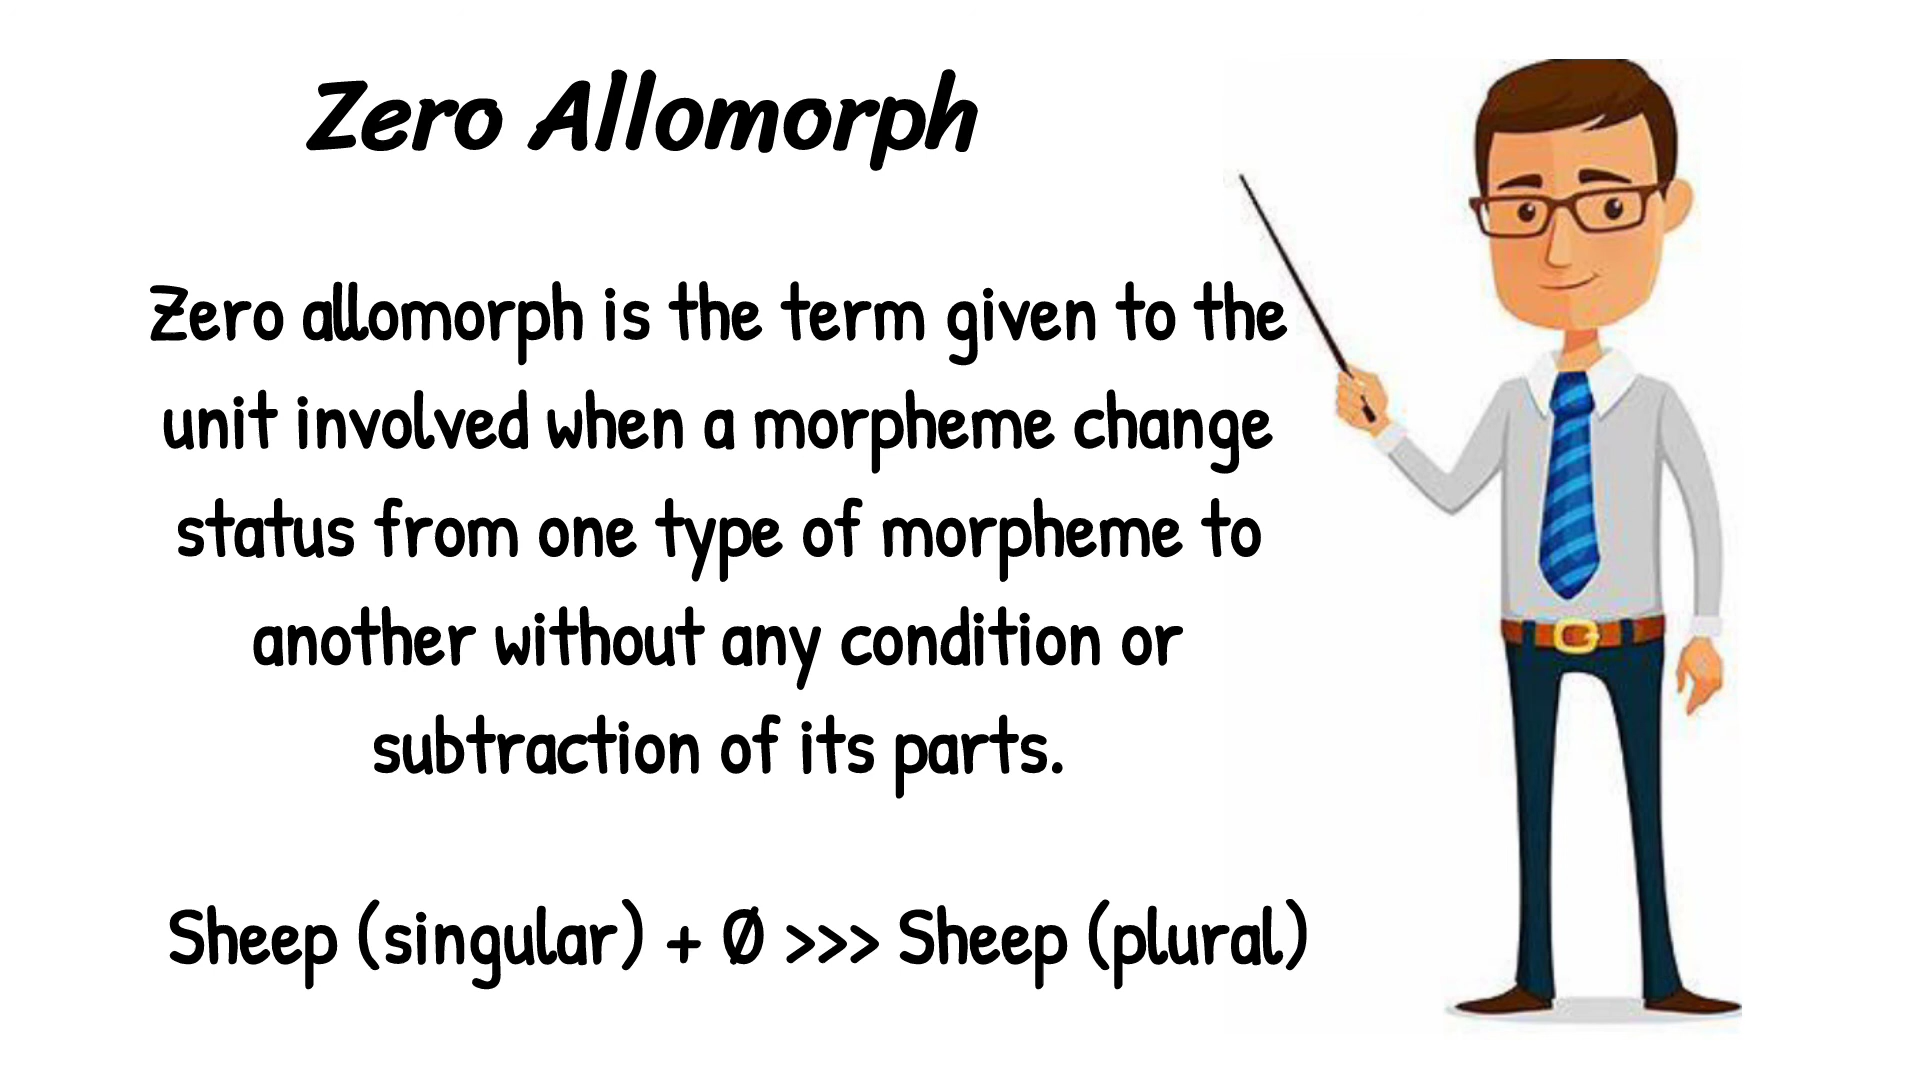 Zero Allomorph
Zero allomorph is the term given to the
unit involved when a morpheme change
status from one type of morpheme to
another without any condition or
subtraction of its parts.
Sheep (singular) + Ø >>> Sheep (plural)